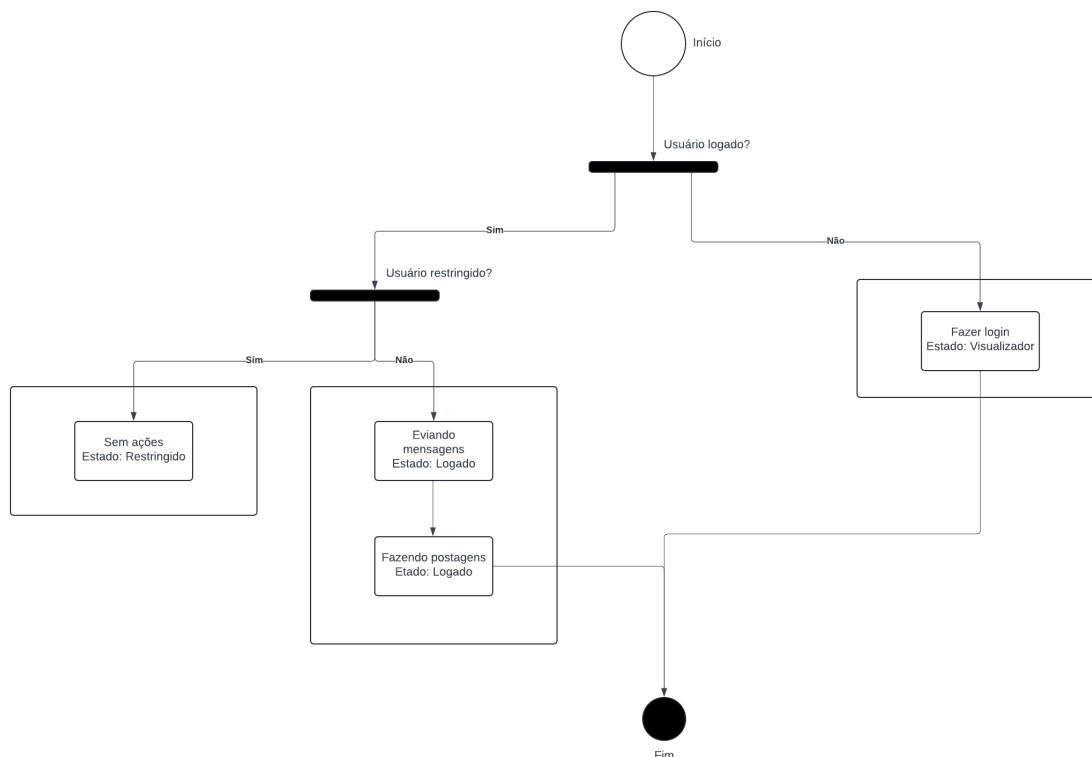 Início
Usuário logado?
Sim
Não
Usuário restringido?
Sim
Não
Fazer login
Estado: Visualizador
Sem ações
Estado: Restringido
Eviando
mensagens
Estado: Logado
Fazendo postagens
Etado: Logado
Fim